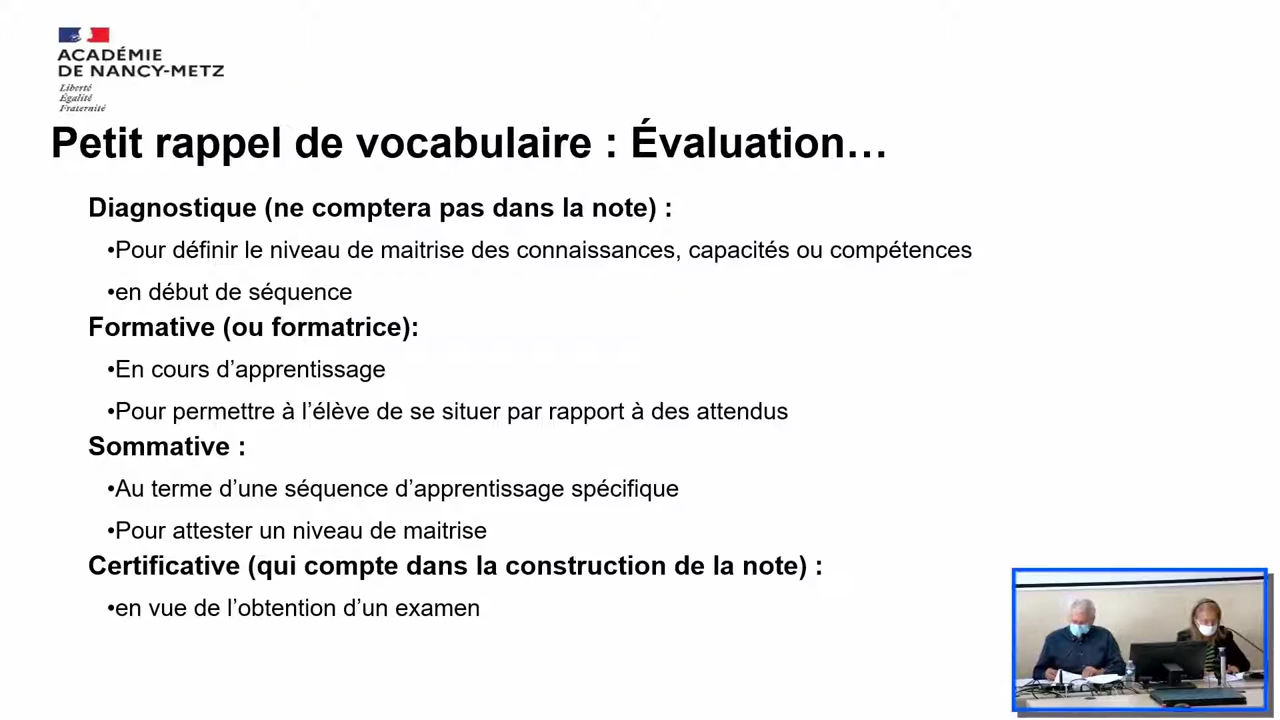 ACADÉMIE
DE NANCY-METZ
Liberté
Égalité
Fraternité
Petit rappel de vocabulaire : Évaluation…
Diagnostique (ne comptera pas dans la note) :
•Pour définir le niveau de maitrise des connaissances, capacités ou compétences
•en début de séquence
Formative (ou formatrice):
•En cours d’apprentissage
•Pour permettre à l’élève de se situer par rapport à des attendus
Sommative :
•Au terme d’une séquence d’apprentissage spécifique
•Pour attester un niveau de maitrise
Certificative (qui compte dans la construction de la note) :
•en vue de l’obtention d’un examen